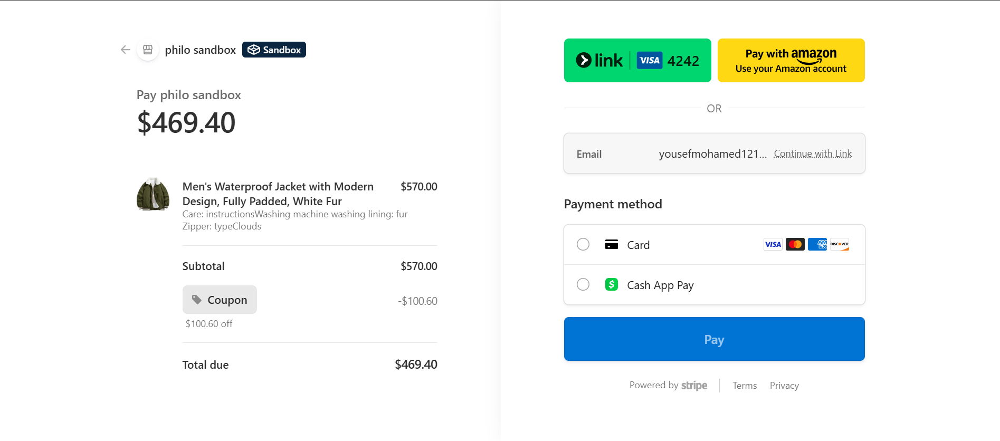 philo sandbox
Sandbox
Pay philo sandbox
$469.40
Men's Waterproof Jacket with Modern $570.00
Design, Fully Padded, White Fur
Care: instructionsWashing machine washing lining: fur
Zipper: typeClouds
Subtotal $570.00
Coupon -$100.60
$100.60 off
Total due $469.40
link VISA 4242
Pay with amazon
Use your Amazon account
OR
Email yousefmohamed121... Continue with Link
Payment method
Card VISA AMEX DISCOVER
Cash App Pay
Pay
Powered by stripe Terms Privacy